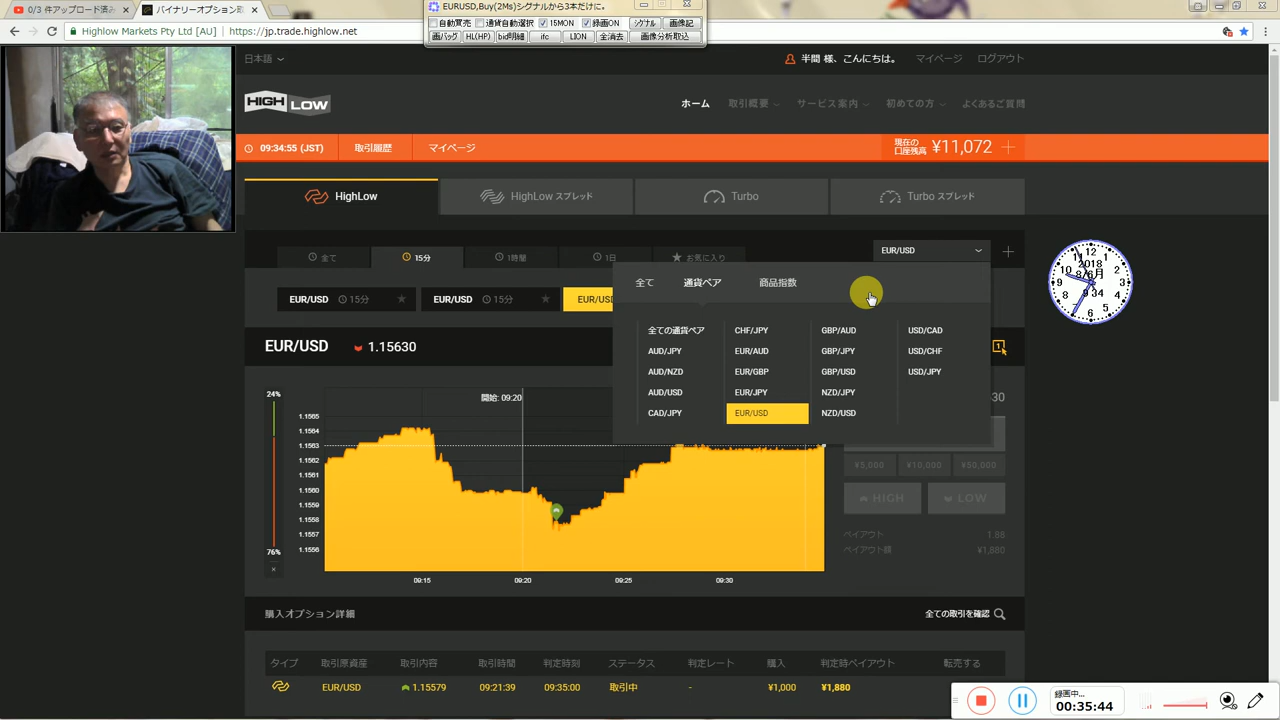 0/3 件アップロード済み
バイナリーオプション取
EURUSD,Buy(2Ms)シグナルから3本だけに。
自動買売 通貨自動選択 15MON 録画ON シグナル 画像記
画バッグ HL(HP) bid明細 ifc LION 全消去 画像分析取込
Highlow Markets Pty Ltd [AU] https://jp.trade.highlow.net
日本語
半間 様、こんにちは。 マイページ ログアウト
HIGH LOW
ホーム 取引概要 サービス案内 初めての方 よくあるご質問
09:34:55 (JST) 取引履歴 マイページ 現在の口座残高 ¥11,072
HighLow HighLow スプレッド Turbo Turbo スプレッド
全て 15分 1時間 1日 お気に入り EUR/USD
EUR/USD 15分 EUR/USD 15分 EUR/USD
全て 通貨ペア 商品指数
全ての通貨ペア CHF/JPY GBP/AUD USD/CAD
AUD/JPY EUR/AUD GBP/JPY USD/CHF
AUD/NZD EUR/GBP GBP/USD USD/JPY
AUD/USD EUR/JPY NZD/JPY
CAD/JPY EUR/USD NZD/USD
EUR/USD 1.15630
1
30
24%
開始: 09:20
1.1565
1.1564
1.1563
1.1562
1.1561
1.1560
1.1559
1.1558
1.1557
1.1556
76%
×
09:15 09:20 09:25 09:30
¥5,000 ¥10,000 ¥50,000
HIGH LOW
ペイアウト 1.88
ペイアウト額 ¥1,880
12 1 2 3 4 5 6 7 8 9 10 11
2018
9 34
購入オプション詳細 全ての取引を確認
タイプ 取引原資産 取引内容 取引時間 判定時刻 ステータス 判定レート 購入 判定時ペイアウト 転売する
EUR/USD 1.15579 09:21:39 09:35:00 取引中 - ¥1,000 ¥1,880
録画中...
00:35:44